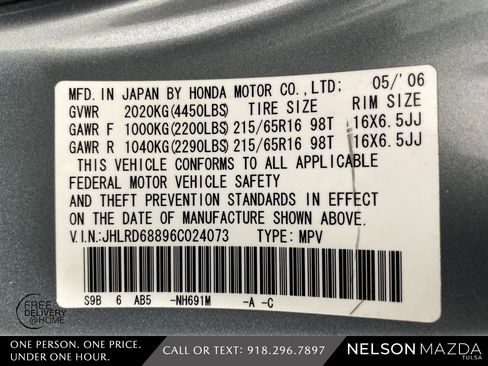 MFD. IN JAPAN BY HONDA MOTOR CO., LTD; 05/'06
GVWR 2020KG(4450LBS) TIRE SIZE RIM SIZE
GAWR F 1000KG(2200LBS) 215/65R16 98T 16X6.5JJ
GAWR R 1040KG(2290LBS) 215/65R16 98T 16X6.5JJ
THIS VEHICLE CONFORMS TO ALL APPLICABLE
FEDERAL MOTOR VEHICLE SAFETY
AND THEFT PREVENTION STANDARDS IN EFFECT
ON THE DATE OF MANUFACTURE SHOWN ABOVE.
V.I.N:JHLRD68896C024073 TYPE: MPV
S9B 6 AB5 -NH691M -A -C
FREE
DELIVERY
@HOME
ONE PERSON. ONE PRICE.
UNDER ONE HOUR.
CALL OR TEXT: 918.296.7897
NELSON MAZDA
TULSA